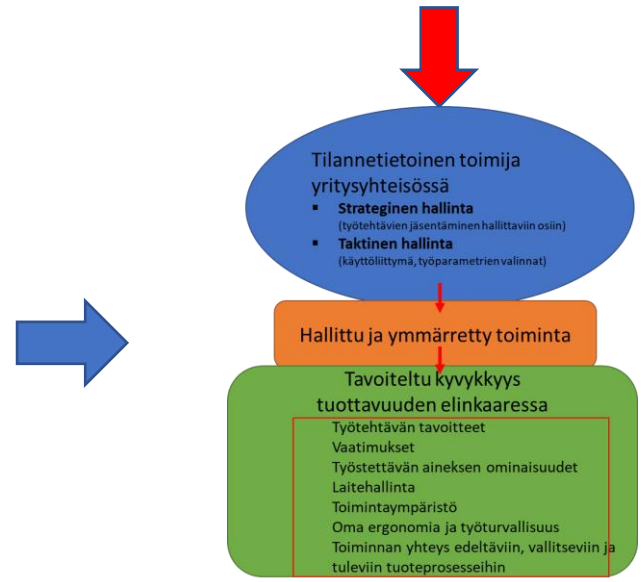 Tilannetietoinen toimija
yritysyhteisössä
▪ Strateginen hallinta
(työtehtävien jäsentäminen hallittaviin osiin)
▪ Taktinen hallinta
(käyttöliittymä, työparametrien valinnat)
Hallittu ja ymmärretty toiminta
Tavoiteltu kyvykkyys
tuottavuuden elinkaaressa
Työtehtävän tavoitteet
Vaatimukset
Työstettävän aineksen ominaisuudet
Laitehallinta
Toimintaympäristö
Oma ergonomia ja työturvallisuus
Toiminnan yhteys edeltäviin, vallitseviin ja
tuleviin tuoteprosesseihin